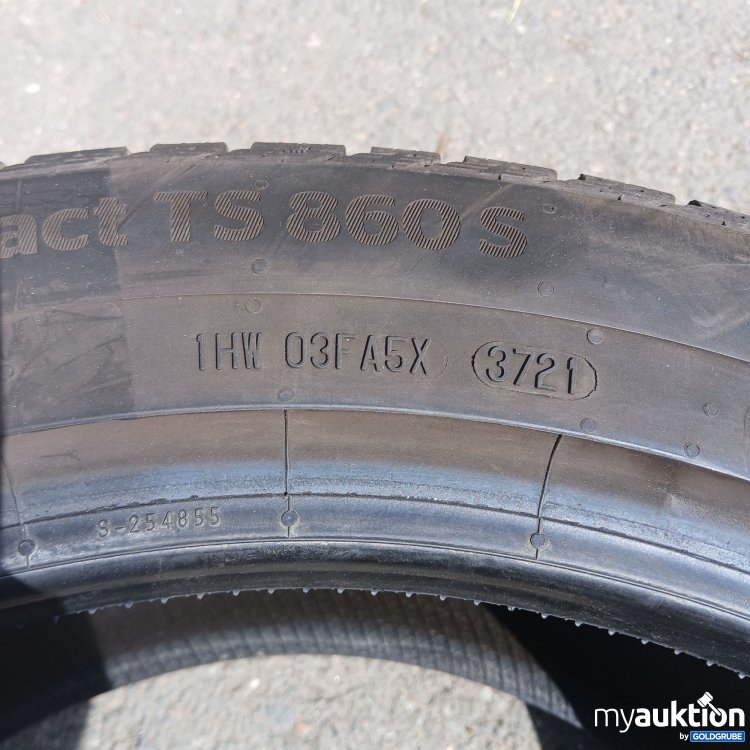 act TS 860 S
1HW 03FA5X 3721
S-254855
myauktion
by GOLDGRUBE